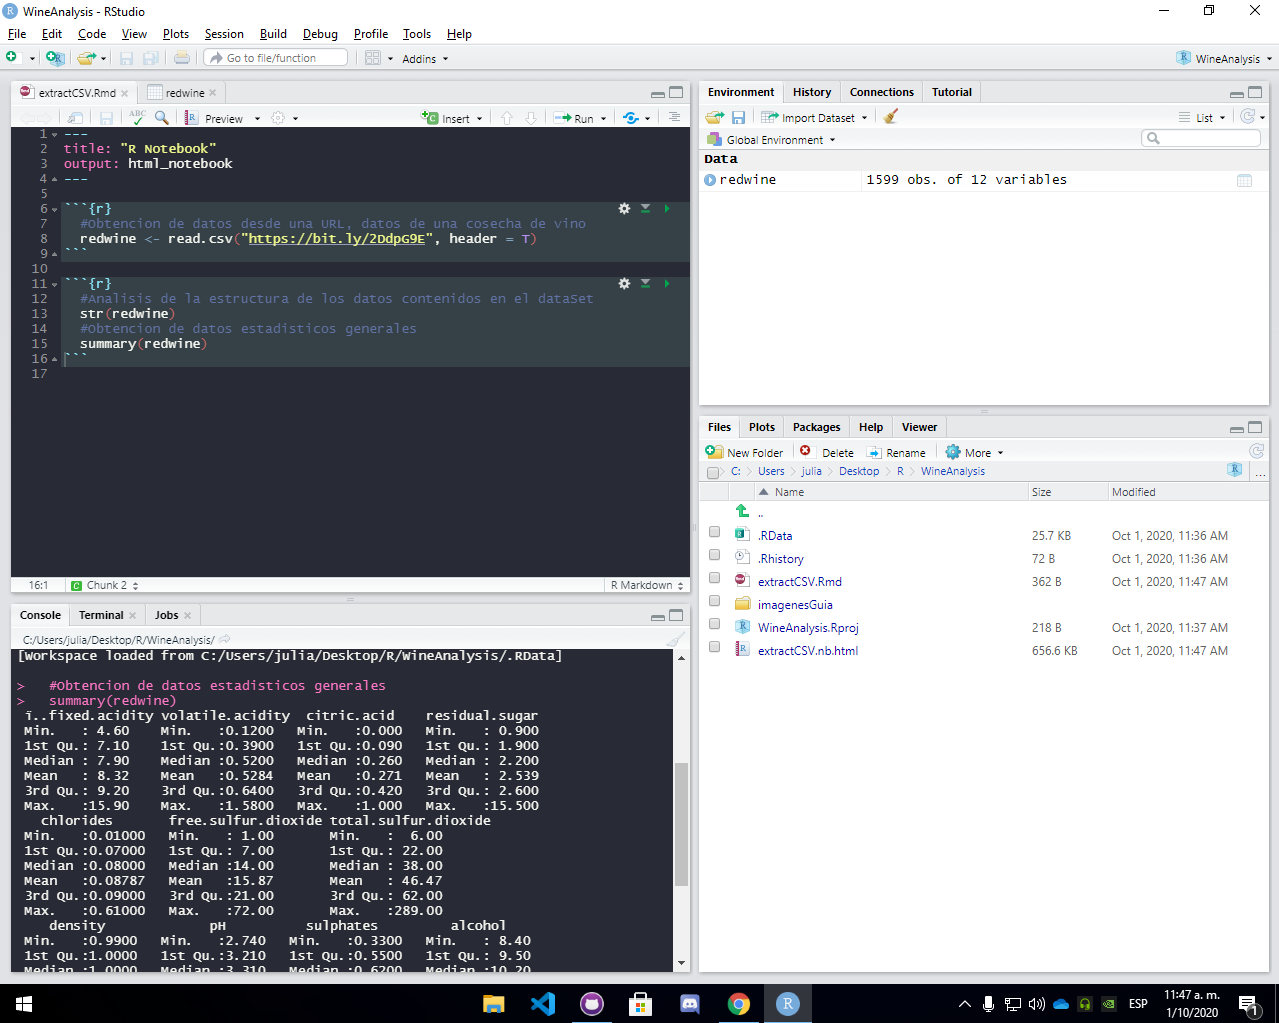 WineAnalysis - RStudio
File Edit Code View Plots Session Build Debug Profile Tools Help
Go to file/function Addins WineAnalysis
extractCSV.Rmd redwine
ABC Preview Insert Run
1 ---
2 title: "R Notebook"
3 output: html_notebook
4 ---
5
6 ```{r}
7 #Obtencion de datos desde una URL, datos de una cosecha de vino
8 redwine <- read.csv("https://bit.ly/2DdpG9E", header = T)
9 ```
10
11 ```{r}
12 #Analisis de la estructura de los datos contenidos en el dataSet
13 str(redwine)
14 #Obtencion de datos estadisticos generales
15 summary(redwine)
16 ```
17
16:1 Chunk 2 R Markdown
Console Terminal Jobs
C:/Users/julia/Desktop/R/WineAnalysis/
[Workspace loaded from C:/Users/julia/Desktop/R/WineAnalysis/.RData]
> #Obtencion de datos estadisticos generales
> summary(redwine)
ï..fixed.acidity volatile.acidity citric.acid residual.sugar
Min. : 4.60 Min. :0.1200 Min. :0.000 Min. : 0.900
1st Qu.: 7.10 1st Qu.:0.3900 1st Qu.:0.090 1st Qu.: 1.900
Median : 7.90 Median :0.5200 Median :0.260 Median : 2.200
Mean : 8.32 Mean :0.5284 Mean :0.271 Mean : 2.539
3rd Qu.: 9.20 3rd Qu.:0.6400 3rd Qu.:0.420 3rd Qu.: 2.600
Max. :15.90 Max. :1.5800 Max. :1.000 Max. :15.500
chlorides free.sulfur.dioxide total.sulfur.dioxide
Min. :0.01000 Min. : 1.00 Min. : 6.00
1st Qu.:0.07000 1st Qu.: 7.00 1st Qu.: 22.00
Median :0.08000 Median :14.00 Median : 38.00
Mean :0.08787 Mean :15.87 Mean : 46.47
3rd Qu.:0.09000 3rd Qu.:21.00 3rd Qu.: 62.00
Max. :0.61000 Max. :72.00 Max. :289.00
density pH sulphates alcohol
Min. :0.9900 Min. :2.740 Min. :0.3300 Min. : 8.40
1st Qu.:1.0000 1st Qu.:3.210 1st Qu.:0.5500 1st Qu.: 9.50
Median :1.0000 Median :3.310 Median :0.6200 Median :10.20
Environment History Connections Tutorial
Import Dataset List
Global Environment
Data
redwine 1599 obs. of 12 variables
Files Plots Packages Help Viewer
New Folder Delete Rename More
C: Users julia Desktop R WineAnalysis ...
Name Size Modified
..
.RData 25.7 KB Oct 1, 2020, 11:36 AM
.Rhistory 72 B Oct 1, 2020, 11:36 AM
extractCSV.Rmd 362 B Oct 1, 2020, 11:47 AM
imagenesGuia
WineAnalysis.Rproj 218 B Oct 1, 2020, 11:37 AM
extractCSV.nb.html 656.6 KB Oct 1, 2020, 11:47 AM
ESP
11:47 a. m.
1/10/2020
1